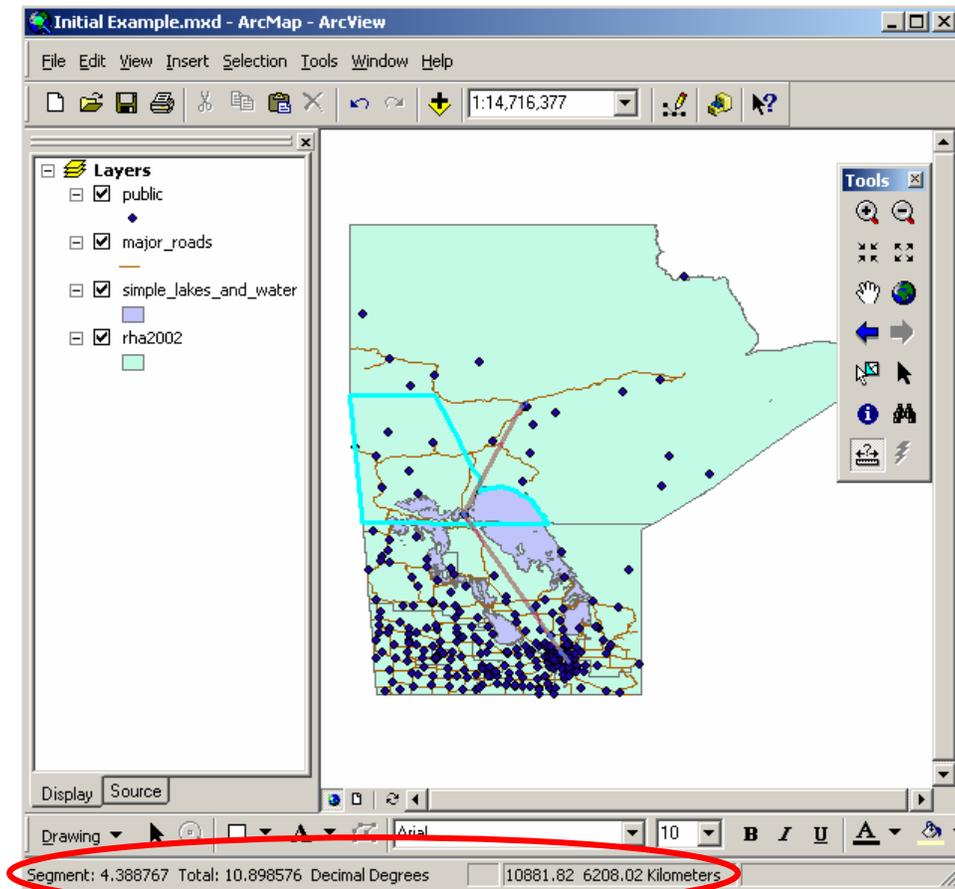 Initial Example.mxd - ArcMap - ArcView
File Edit View Insert Selection Tools Window Help
1:14,716,377
Layers
public
major_roads
simple_lakes_and_water
rha2002
Tools
Display Source
Drawing A Arial 10 B I U A
Segment: 4.388767 Total: 10.898576 Decimal Degrees 10881.82 6208.02 Kilometers